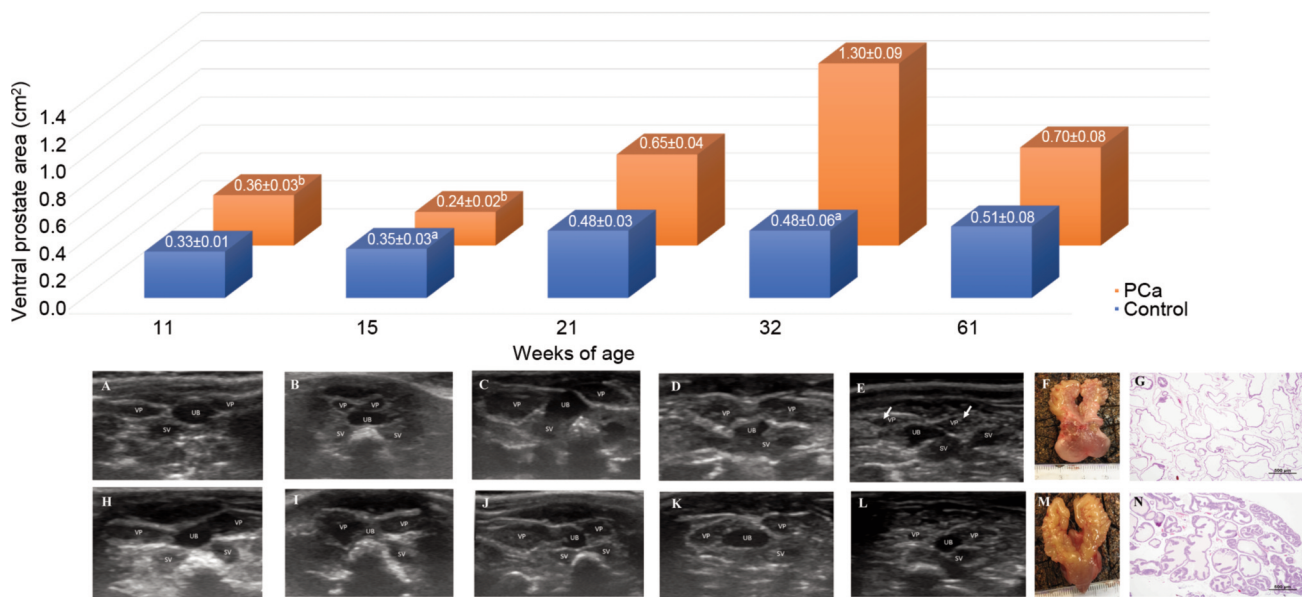 Ventral prostate area (cm²)
1.4
1.2
1.0
0.8
0.6
0.4
0.2
0.0
0.36±0.03b
0.24±0.02b
0.65±0.04
1.30±0.09
0.70±0.08
0.33±0.01
0.35±0.03a
0.48±0.03
0.48±0.06a
0.51±0.08
PCa
Control
11 15 21 32 61
Weeks of age
A VP UB VP SV
B VP VP UB SV SV
C VP UB VP SV SV
D VP VP UB SV
E VP VP UB SV SV
F
G 200 µm
H VP VP UB SV SV
I VP UB VP SV SV
J VP UB VP SV SV
K VP UB VP
L VP VP UB SV
M
N